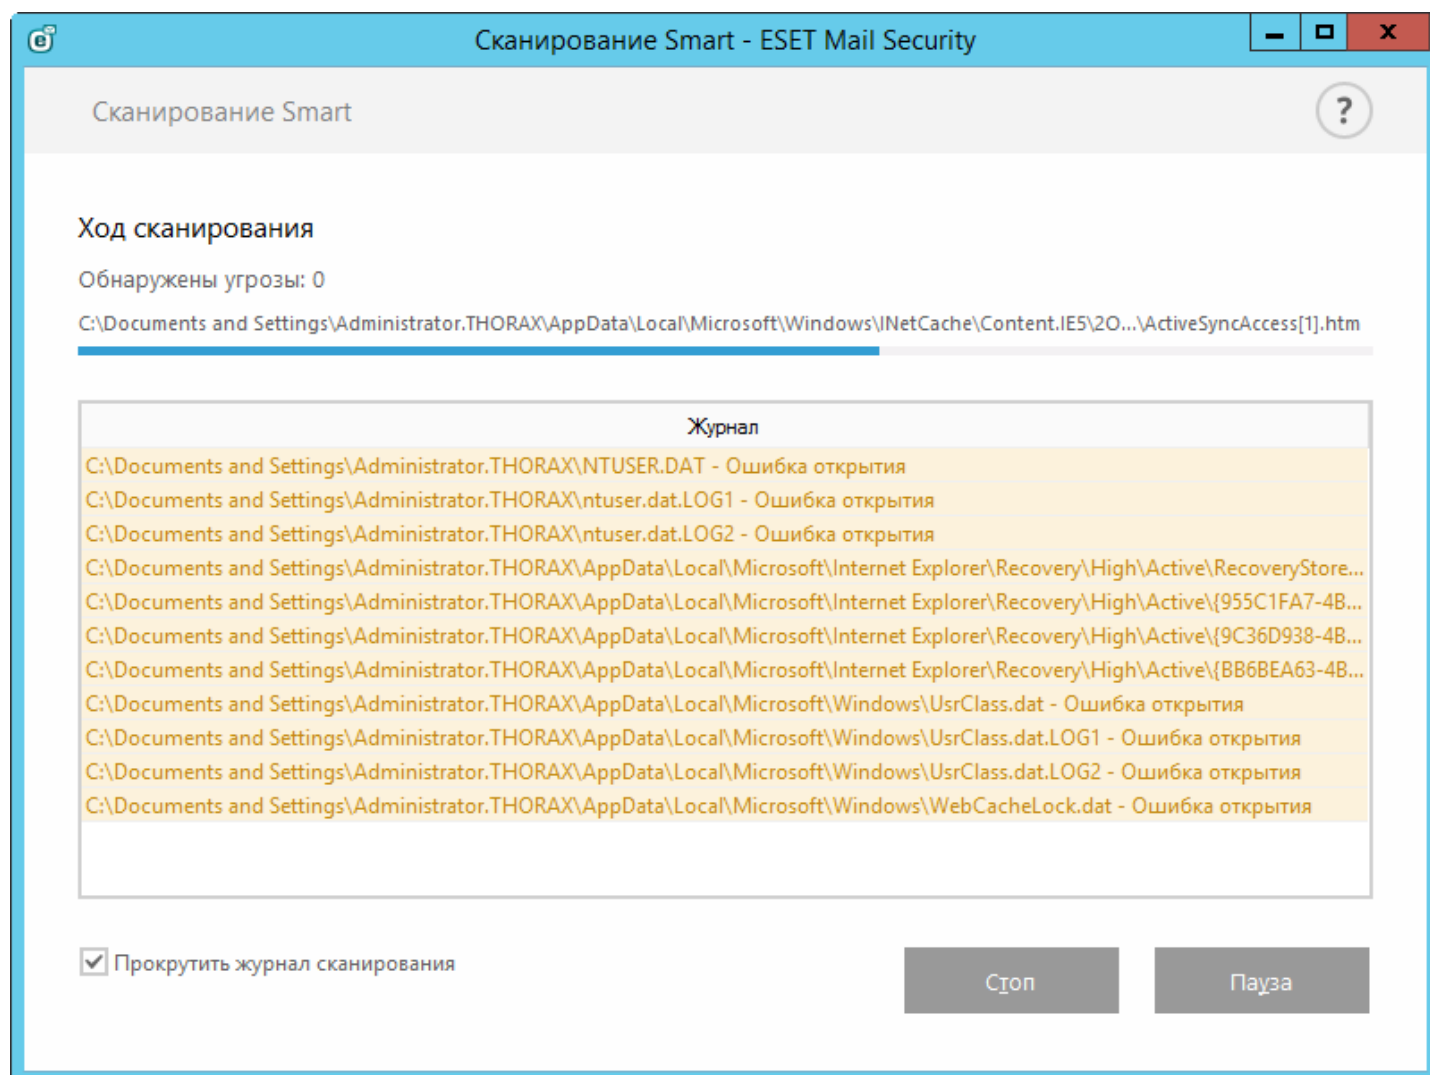 Сканирование Smart - ESET Mail Security
Сканирование Smart
?
Ход сканирования
Обнаружены угрозы: 0
C:\Documents and Settings\Administrator.THORAX\AppData\Local\Microsoft\Windows\INetCache\Content.IE5\2O...\ActiveSyncAccess[1].htm
Журнал
C:\Documents and Settings\Administrator.THORAX\NTUSER.DAT - Ошибка открытия
C:\Documents and Settings\Administrator.THORAX\ntuser.dat.LOG1 - Ошибка открытия
C:\Documents and Settings\Administrator.THORAX\ntuser.dat.LOG2 - Ошибка открытия
C:\Documents and Settings\Administrator.THORAX\AppData\Local\Microsoft\Internet Explorer\Recovery\High\Active\RecoveryStore...
C:\Documents and Settings\Administrator.THORAX\AppData\Local\Microsoft\Internet Explorer\Recovery\High\Active\{955C1FA7-4B...
C:\Documents and Settings\Administrator.THORAX\AppData\Local\Microsoft\Internet Explorer\Recovery\High\Active\{9C36D938-4B...
C:\Documents and Settings\Administrator.THORAX\AppData\Local\Microsoft\Internet Explorer\Recovery\High\Active\{BB6BEA63-4B...
C:\Documents and Settings\Administrator.THORAX\AppData\Local\Microsoft\Windows\UsrClass.dat - Ошибка открытия
C:\Documents and Settings\Administrator.THORAX\AppData\Local\Microsoft\Windows\UsrClass.dat.LOG1 - Ошибка открытия
C:\Documents and Settings\Administrator.THORAX\AppData\Local\Microsoft\Windows\UsrClass.dat.LOG2 - Ошибка открытия
C:\Documents and Settings\Administrator.THORAX\AppData\Local\Microsoft\Windows\WebCacheLock.dat - Ошибка открытия
Прокрутить журнал сканирования
Стоп
Пауза